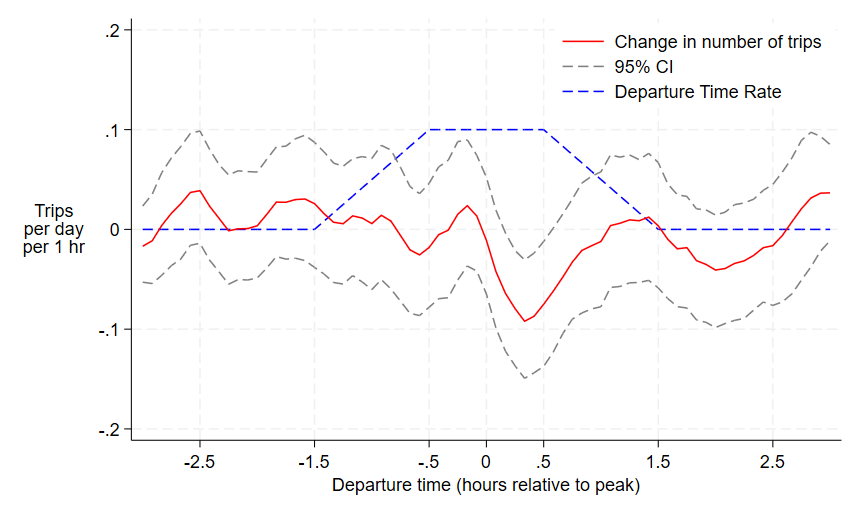 .2
.1
0
-.1
-.2
Trips
per day
per 1 hr
Change in number of trips
95% CI
Departure Time Rate
-2.5 -1.5 -.5 0 .5 1.5 2.5
Departure time (hours relative to peak)